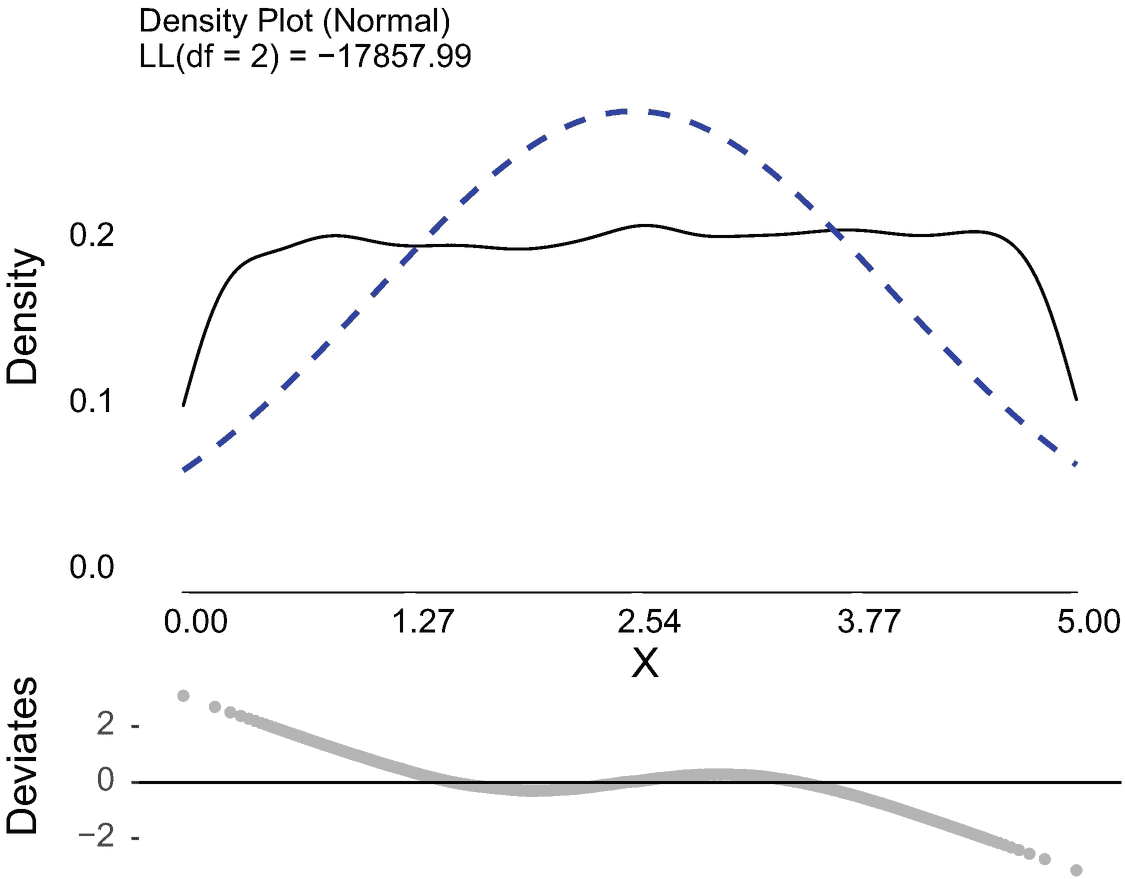 Density Plot (Normal)
LL(df = 2) = −17857.99
Density
0.2
0.1
0.0
0.00 1.27 2.54 3.77 5.00
X
Deviates
2
0
−2